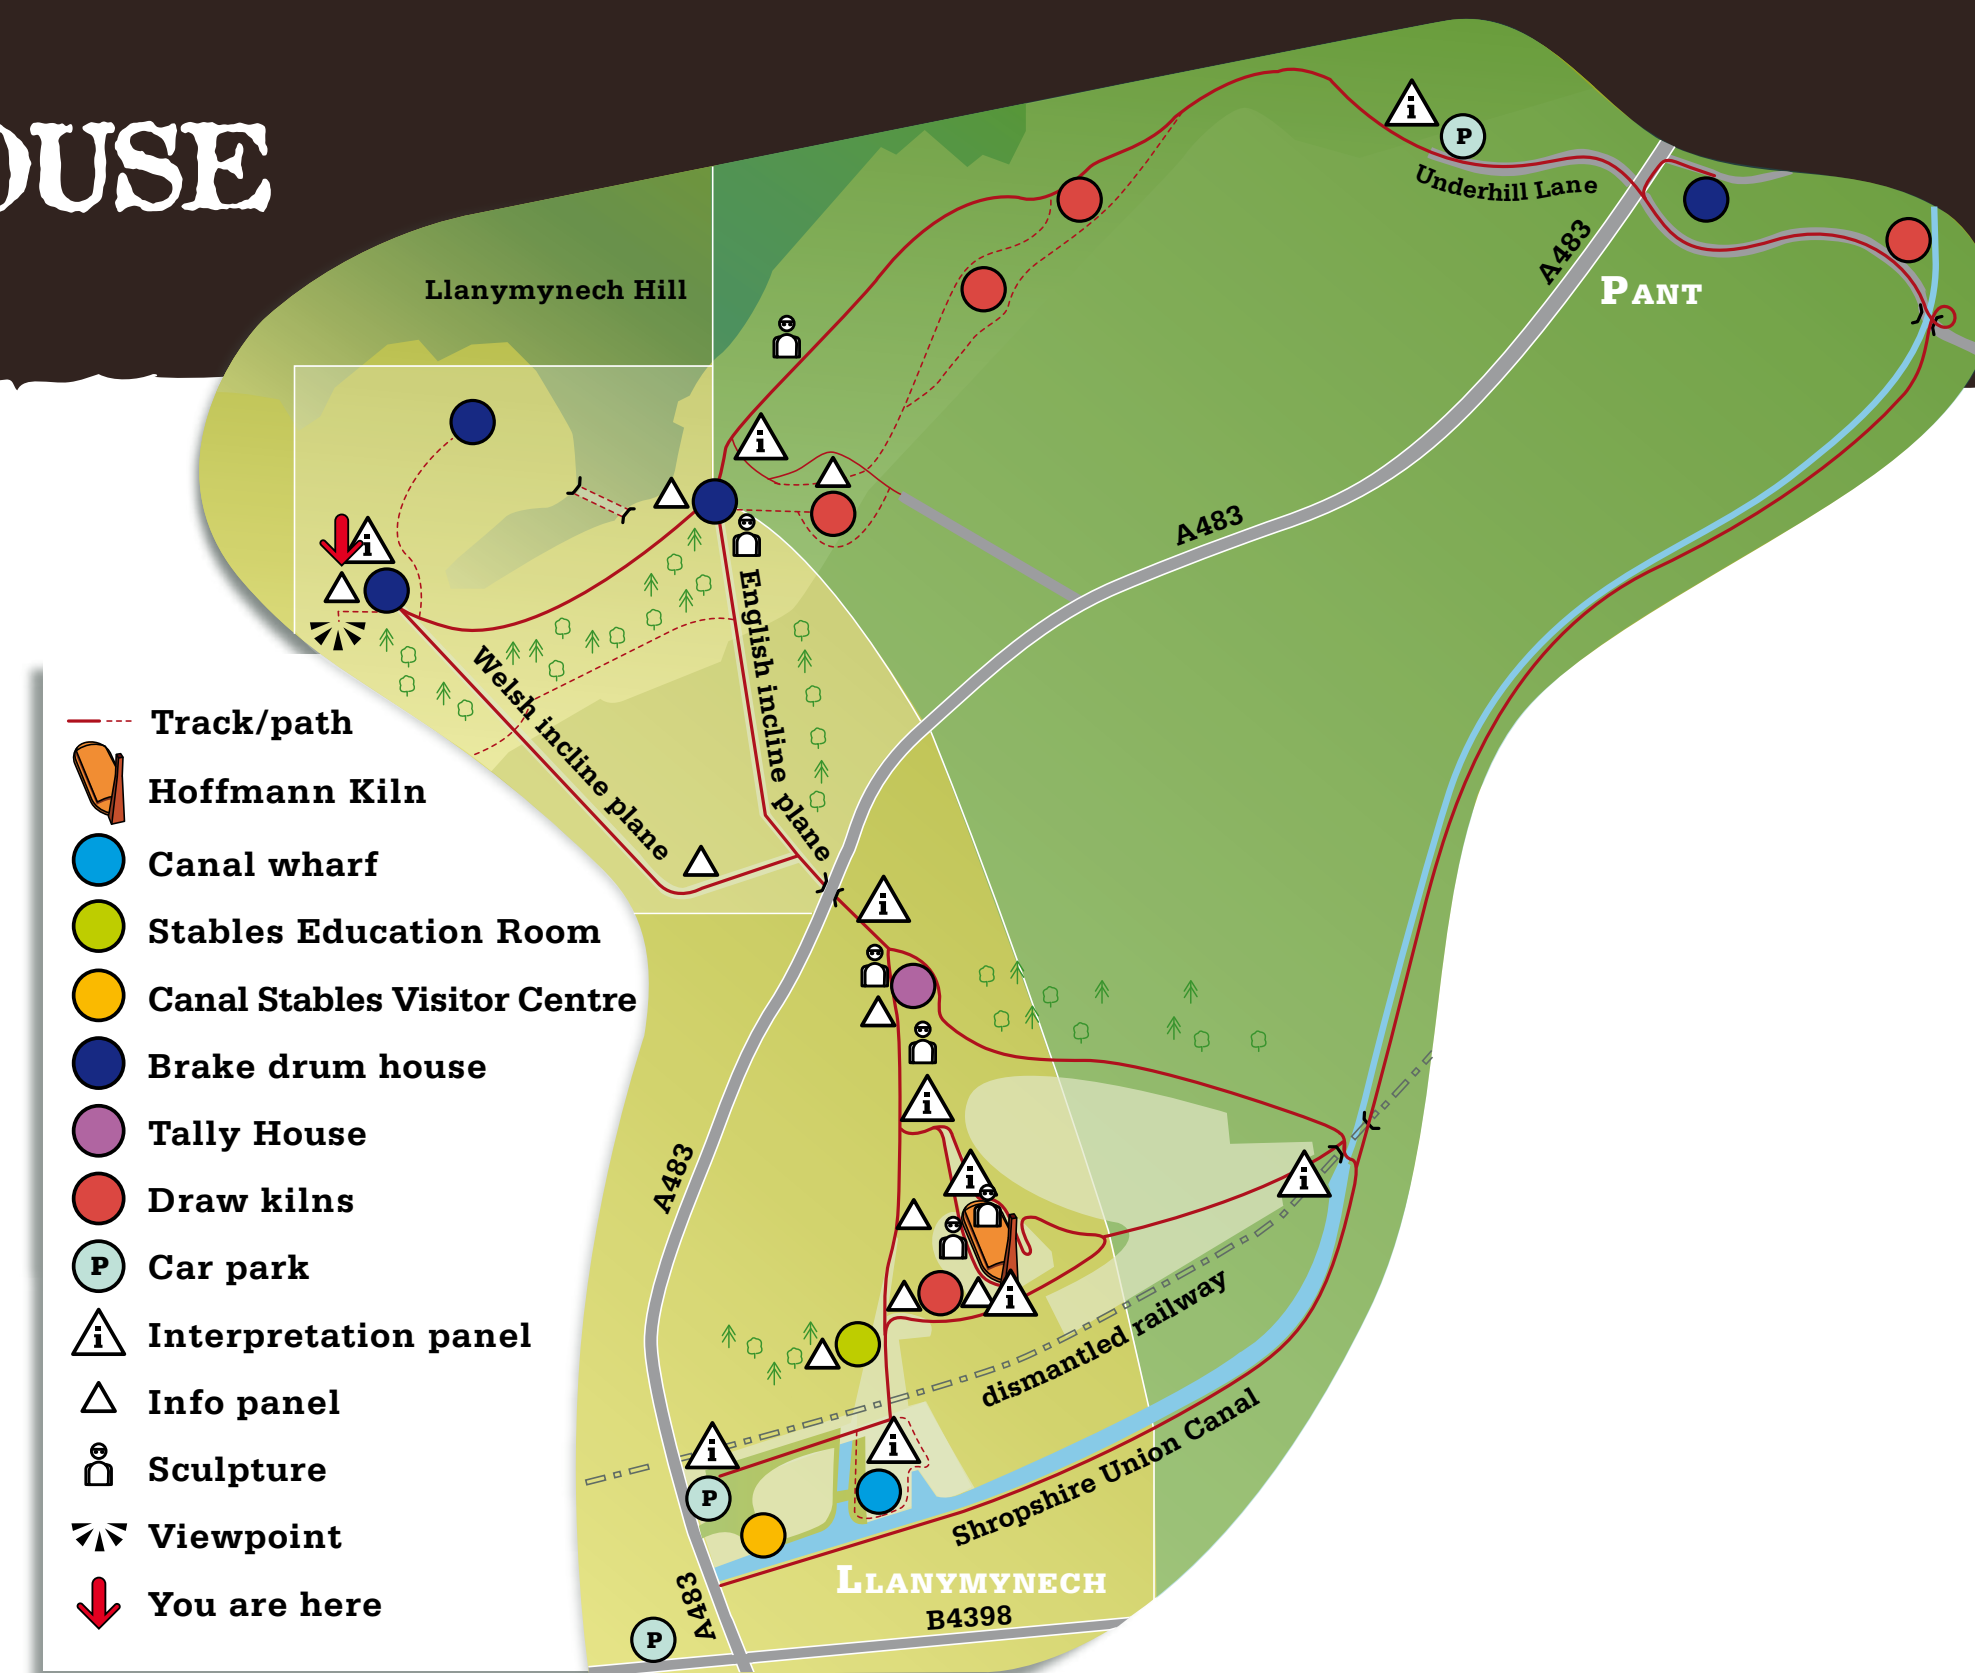 OUSE
Llanymynech Hill
i
P
Underhill Lane
A483
PANT
i
A483
i
English incline plane
Welsh incline plane
i
i
i
i
i
A483
dismantled railway
i
i
P
Shropshire Union Canal
LLANYMYNECH
B4398
A483
P
Track/path
Hoffmann Kiln
Canal wharf
Stables Education Room
Canal Stables Visitor Centre
Brake drum house
Tally House
Draw kilns
P Car park
i Interpretation panel
Info panel
Sculpture
Viewpoint
You are here